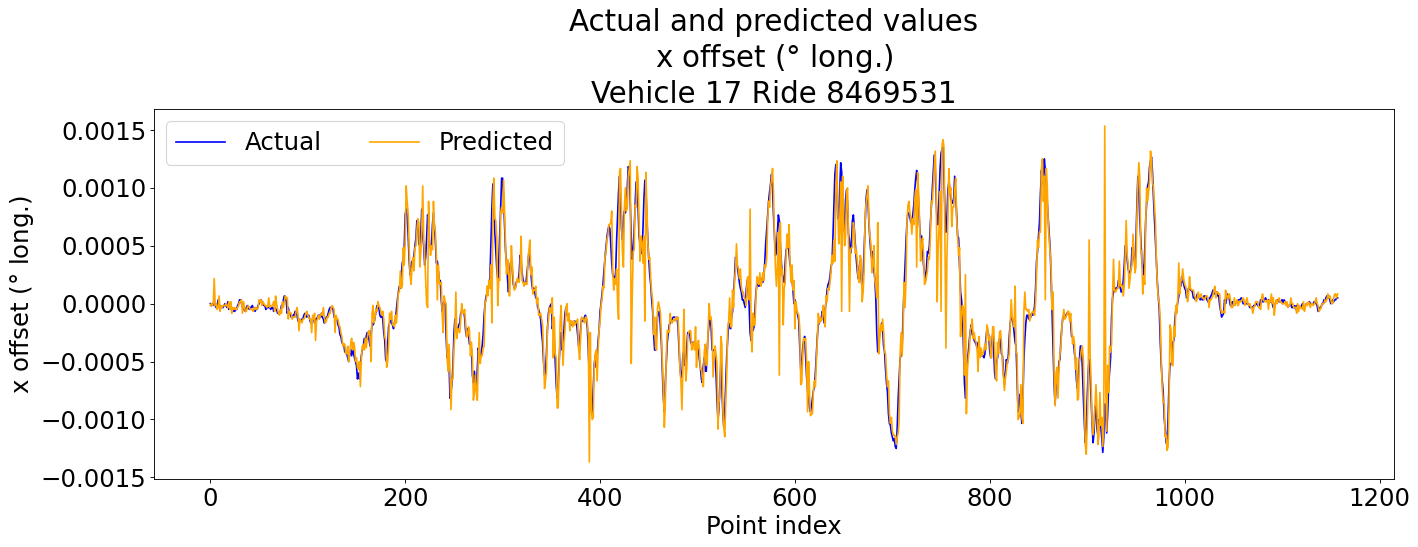 Actual and predicted values
x offset (° long.)
Vehicle 17 Ride 8469531
Actual
Predicted
0.0015
0.0010
0.0005
0.0000
−0.0005
−0.0010
−0.0015
x offset (° long.)
0
200
400
600
800
1000
1200
Point index